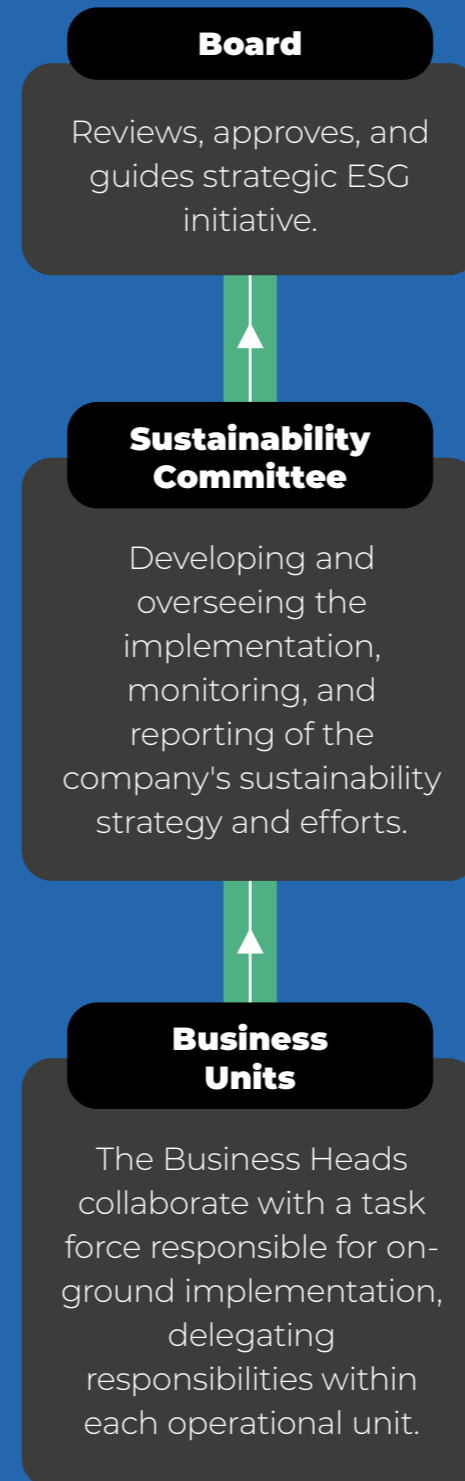 Board
Reviews, approves, and
guides strategic ESG
initiative.
Sustainability
Committee
Developing and
overseeing the
implementation,
monitoring, and
reporting of the
company's sustainability
strategy and efforts.
Business
Units
The Business Heads
collaborate with a task
force responsible for on-
ground implementation,
delegating
responsibilities within
each operational unit.